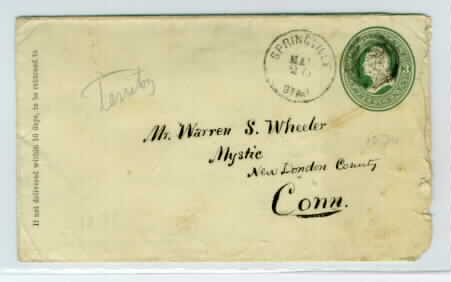 If not delivered within 10 days, to be returned to
Territory
SPRINGVILLE
MAY
UTAH
Mr. Warren S. Wheeler
Mystic
New London County
Conn.